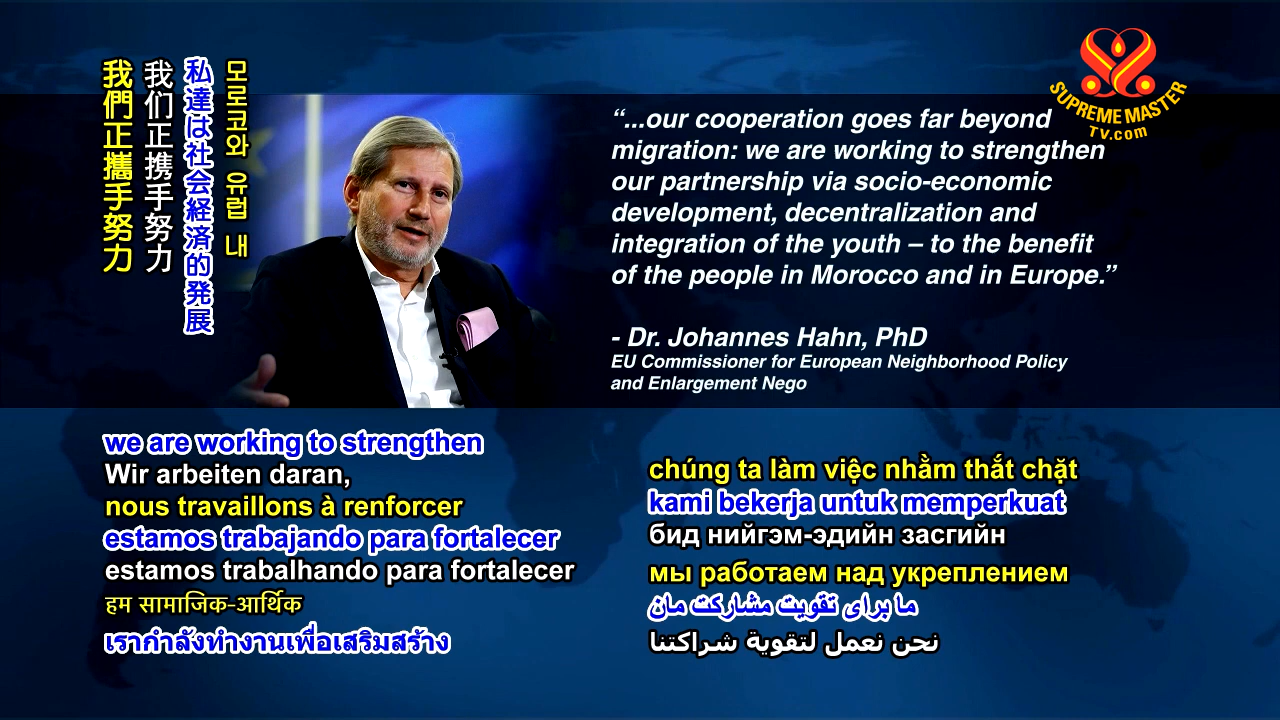 我們正攜手努力
我们正携手努力
私達は社会経済的発展
모로코와 유럽 내
SUPREME MASTER
TV.com
“...our cooperation goes far beyond
migration: we are working to strengthen
our partnership via socio-economic
development, decentralization and
integration of the youth – to the benefit
of the people in Morocco and in Europe.”
- Dr. Johannes Hahn, PhD
EU Commissioner for European Neighborhood Policy
and Enlargement Nego
we are working to strengthen
Wir arbeiten daran,
nous travaillons à renforcer
estamos trabajando para fortalecer
estamos trabalhando para fortalecer
हम सामाजिक-आर्थिक
เรากำลังทำงานเพื่อเสริมสร้าง
chúng ta làm việc nhằm thắt chặt
kami bekerja untuk memperkuat
бид нийгэм-эдийн засгийн
мы работаем над укреплением
ما برای تقویت مشارکت مان
نحن نعمل لتقوية شراكتنا